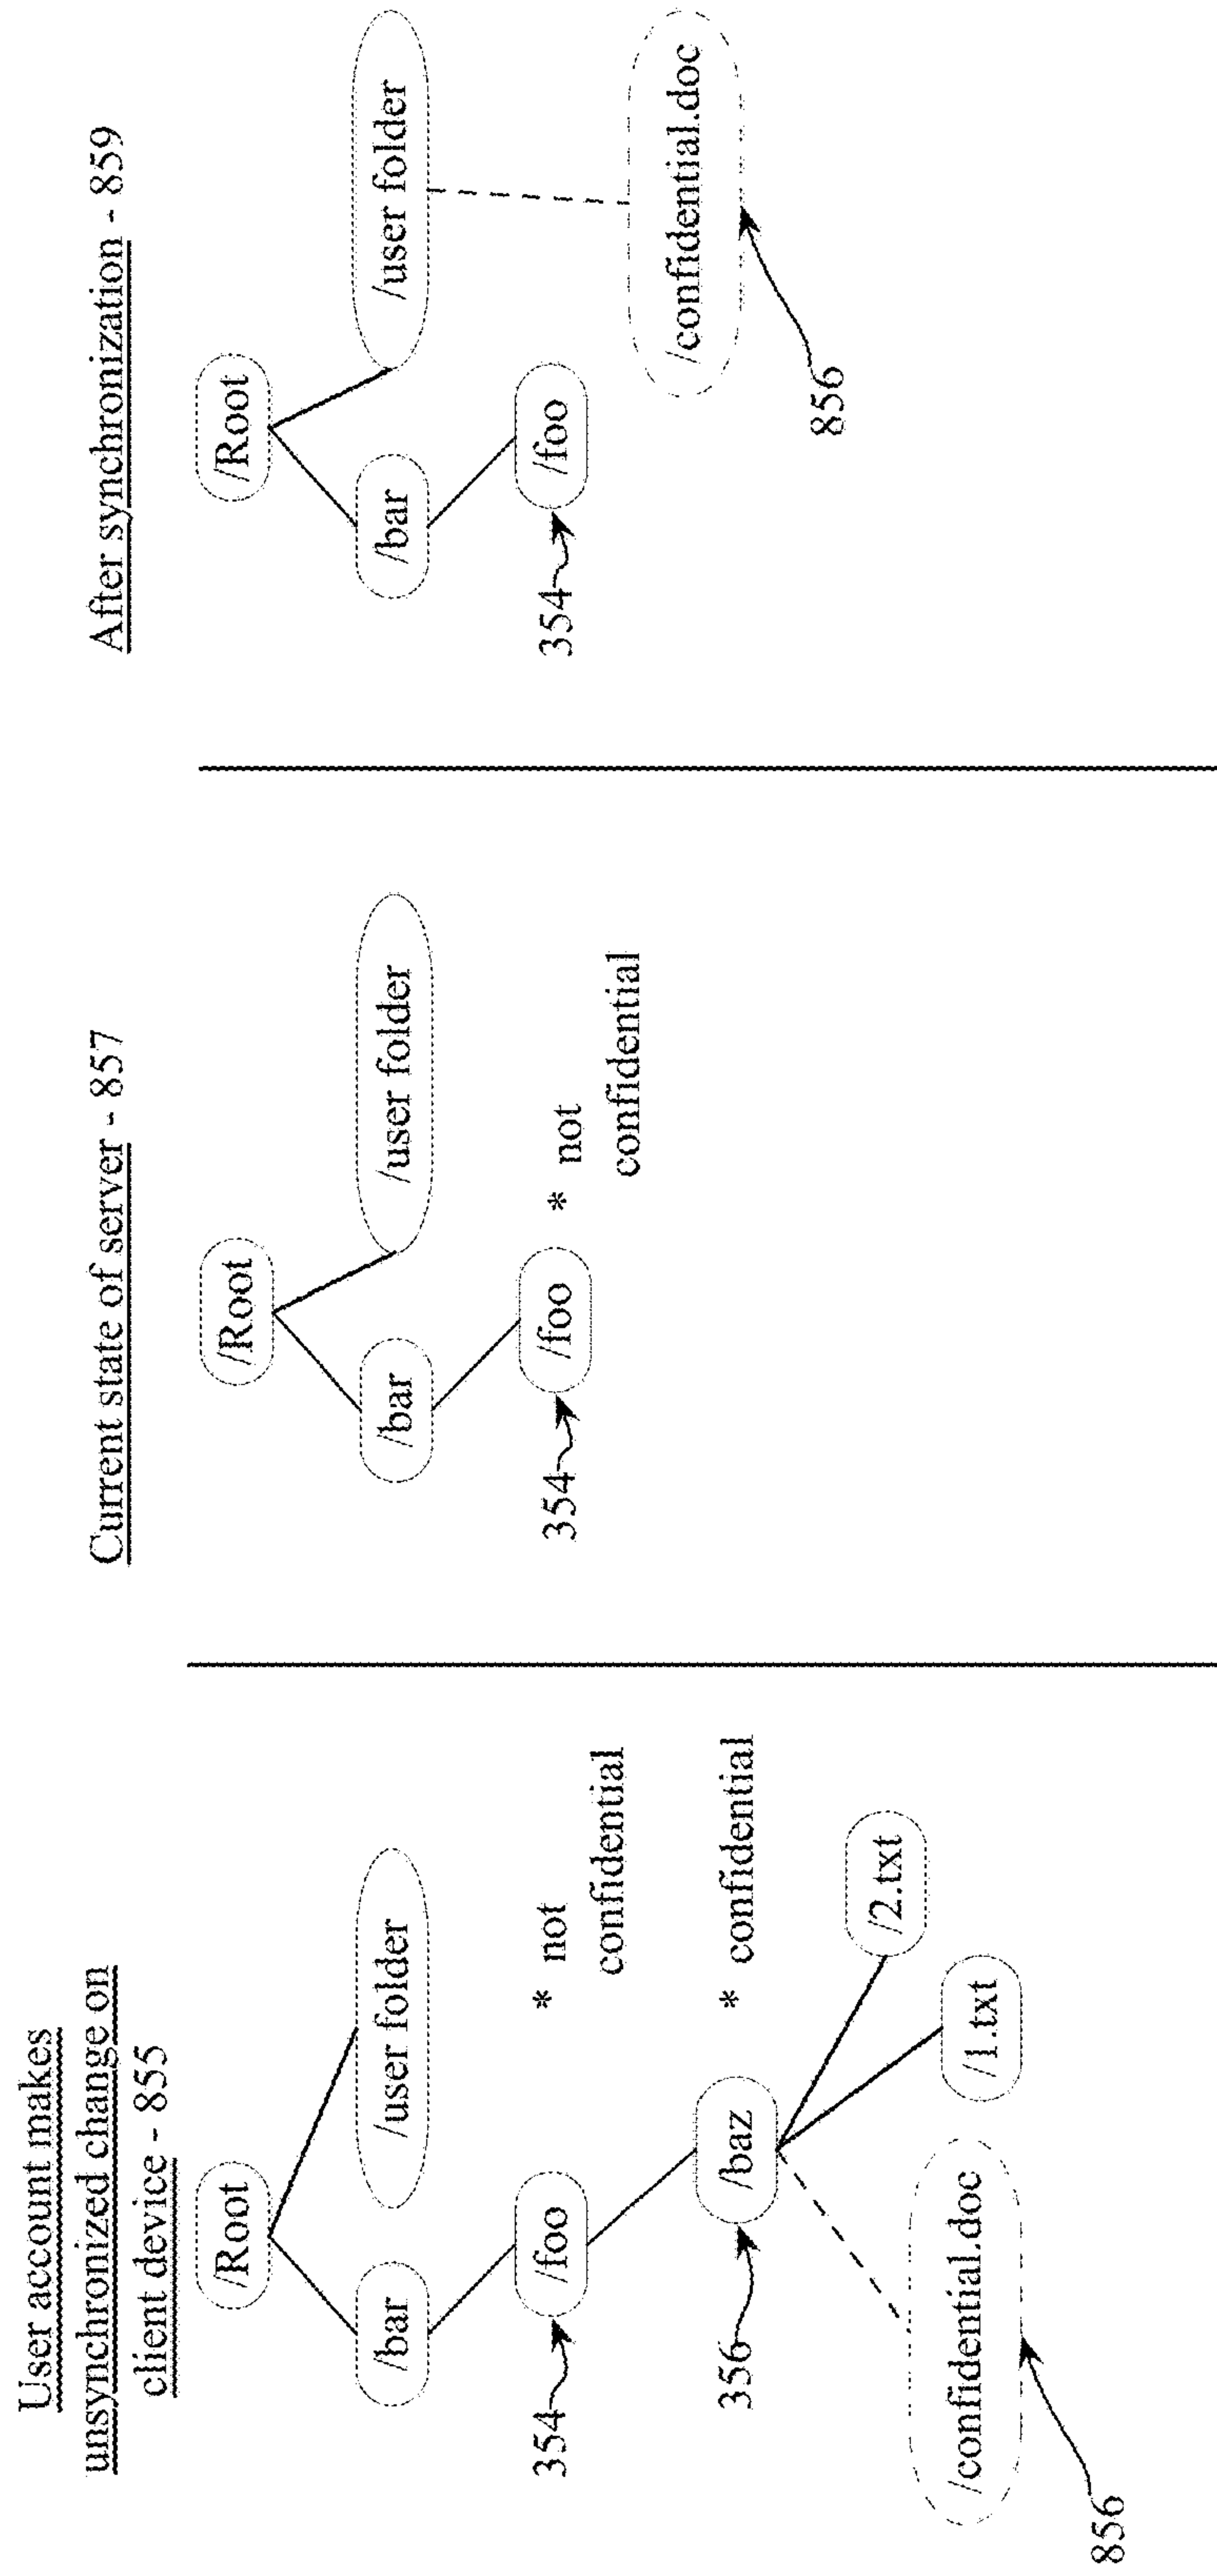 User account makes
unsynchronized change on
client device - 855
/Root
/bar
/user folder
354
/foo
* not
confidential
356
/baz
* confidential
/2.txt
/1.txt
/confidential.doc
856
Current state of server - 857
/Root
/bar
/user folder
354
/foo
* not
confidential
After synchronization - 859
/Root
/bar
/user folder
354
/foo
/confidential.doc
856